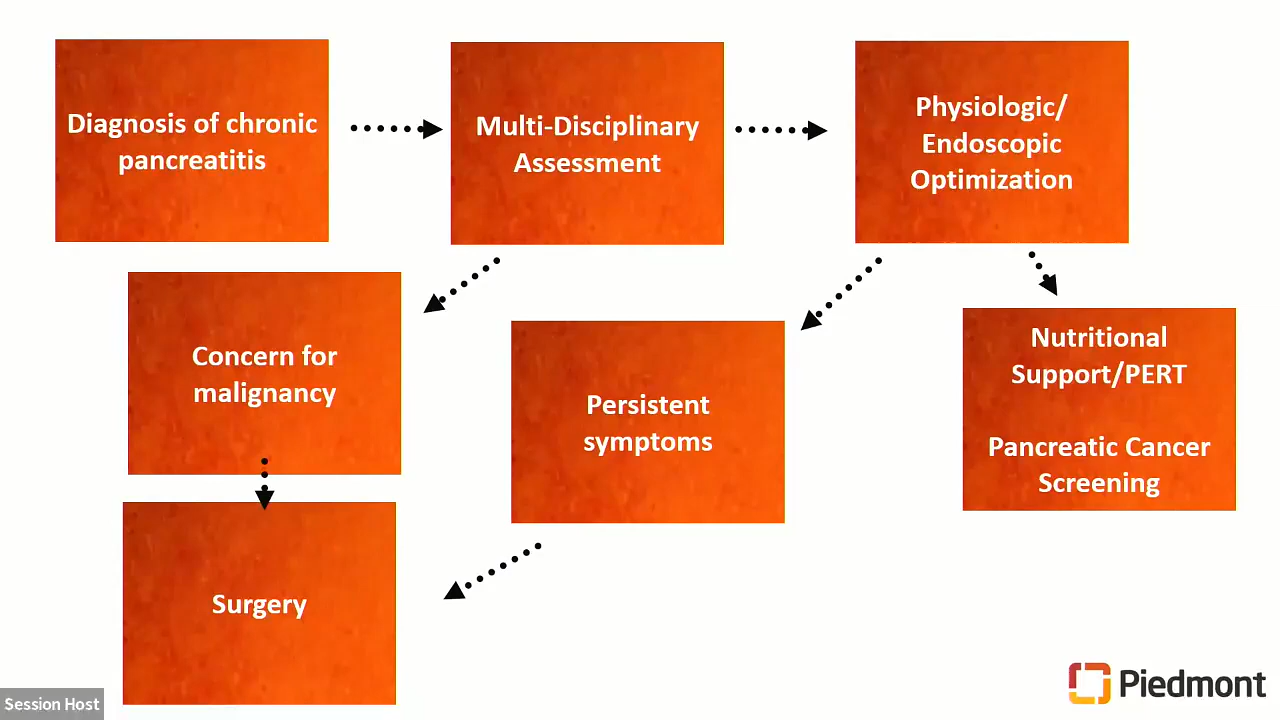 Diagnosis of chronic
pancreatitis
Multi-Disciplinary
Assessment
Physiologic/
Endoscopic
Optimization
Concern for
malignancy
Persistent
symptoms
Nutritional
Support/PERT
Pancreatic Cancer
Screening
Surgery
Session Host
Piedmont